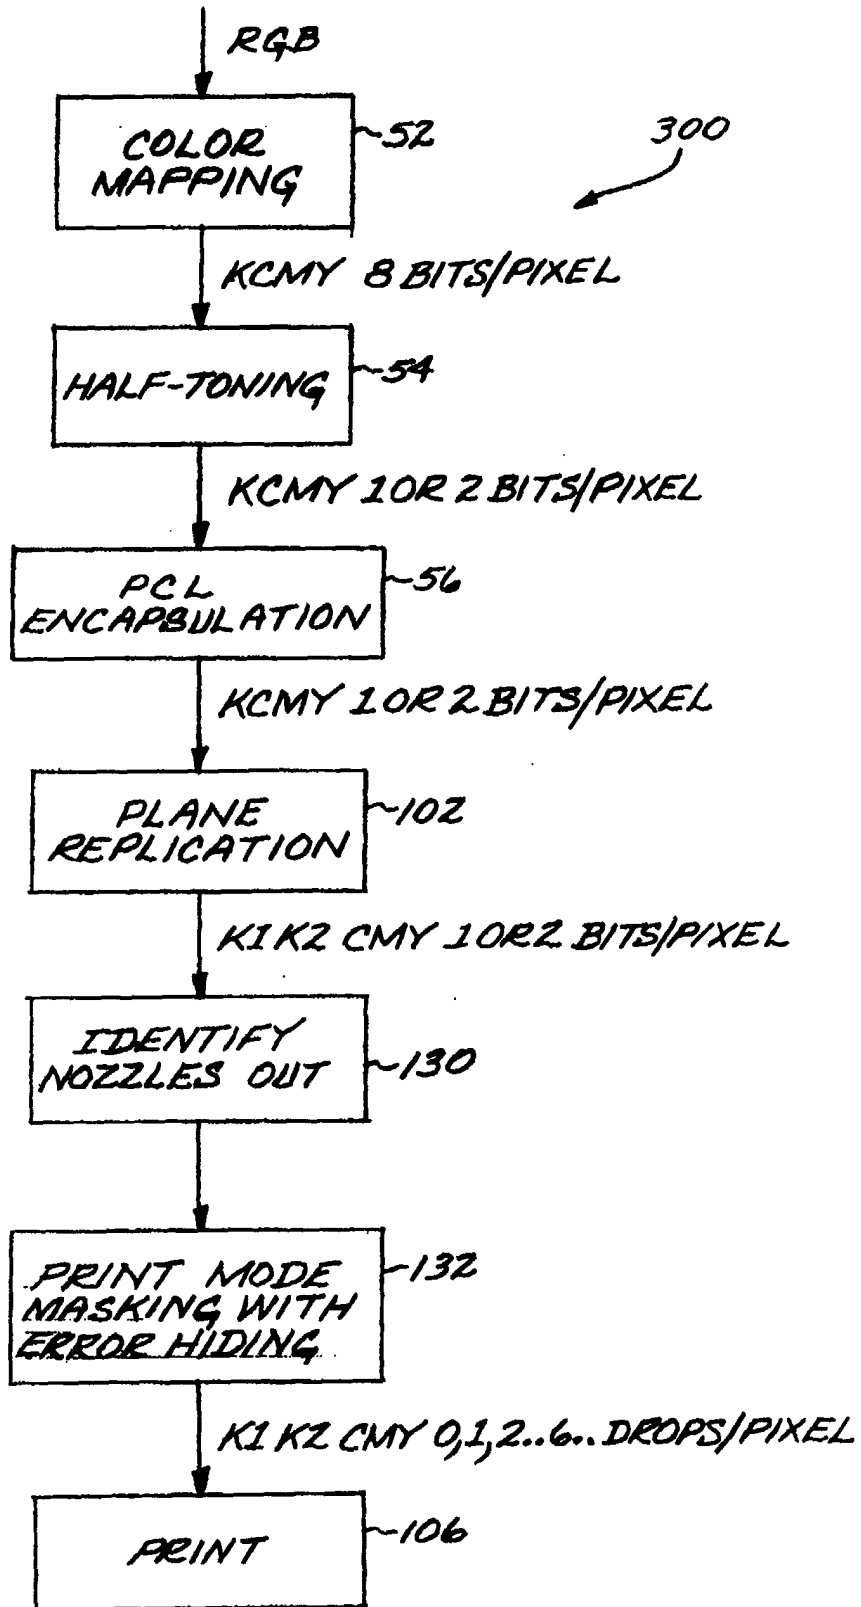 RGB
COLOR
MAPPING
52
300
KCMY 8 BITS/PIXEL
HALF-TONING
54
KCMY 1 OR 2 BITS/PIXEL
PCL
ENCAPSULATION
56
KCMY 1 OR 2 BITS/PIXEL
PLANE
REPLICATION
102
K1 K2 CMY 1 OR 2 BITS/PIXEL
IDENTIFY
NOZZLES OUT
130
PRINT MODE
MASKING WITH
ERROR HIDING
132
K1 K2 CMY 0,1,2..6.. DROPS/PIXEL
PRINT
106